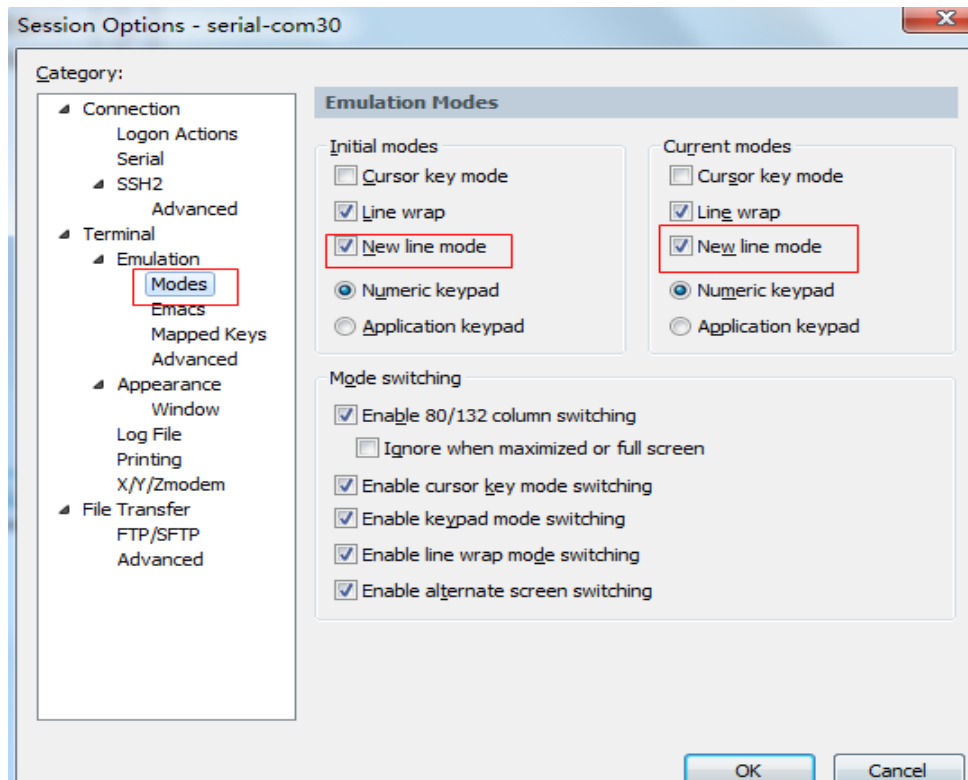 Session Options - serial-com30
Category:
Connection
Logon Actions
Serial
SSH2
Advanced
Terminal
Emulation
Modes
Emacs
Mapped Keys
Advanced
Appearance
Window
Log File
Printing
X/Y/Zmodem
File Transfer
FTP/SFTP
Advanced
Emulation Modes
Initial modes
Cursor key mode
Line wrap
New line mode
Numeric keypad
Application keypad
Current modes
Cursor key mode
Line wrap
New line mode
Numeric keypad
Application keypad
Mode switching
Enable 80/132 column switching
Ignore when maximized or full screen
Enable cursor key mode switching
Enable keypad mode switching
Enable line wrap mode switching
Enable alternate screen switching
OK
Cancel